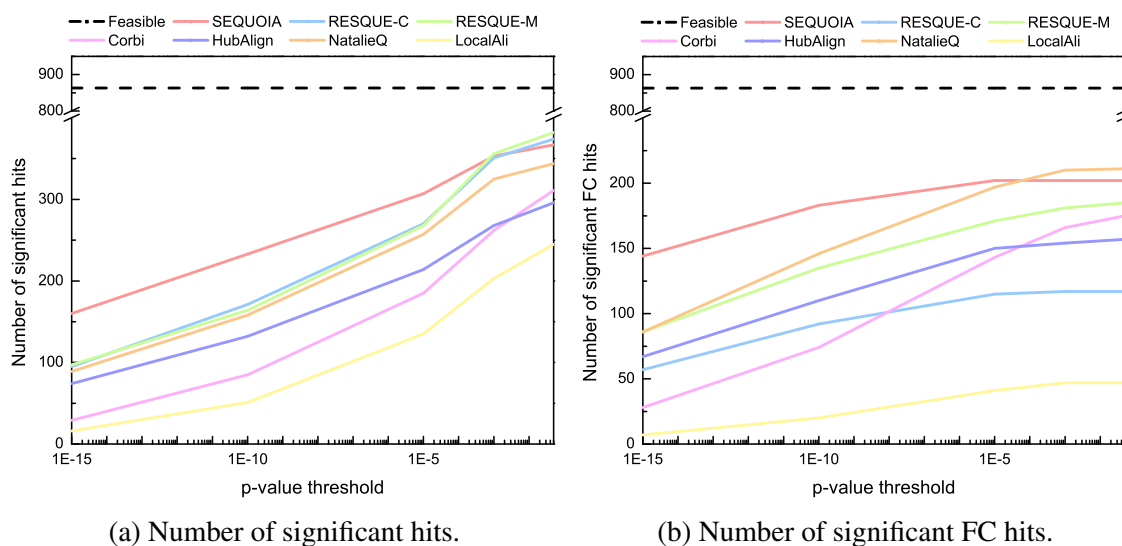 Feasible SEQUOIA RESQUE-C RESQUE-M
Corbi HubAlign NatalieQ LocalAli
900
800
300
200
100
0
Number of significant hits
1E-15 1E-10 1E-5
p-value threshold
(a) Number of significant hits.
Feasible SEQUOIA RESQUE-C RESQUE-M
Corbi HubAlign NatalieQ LocalAli
900
800
200
150
100
50
0
Number of significant FC hits
1E-15 1E-10 1E-5
p-value threshold
(b) Number of significant FC hits.